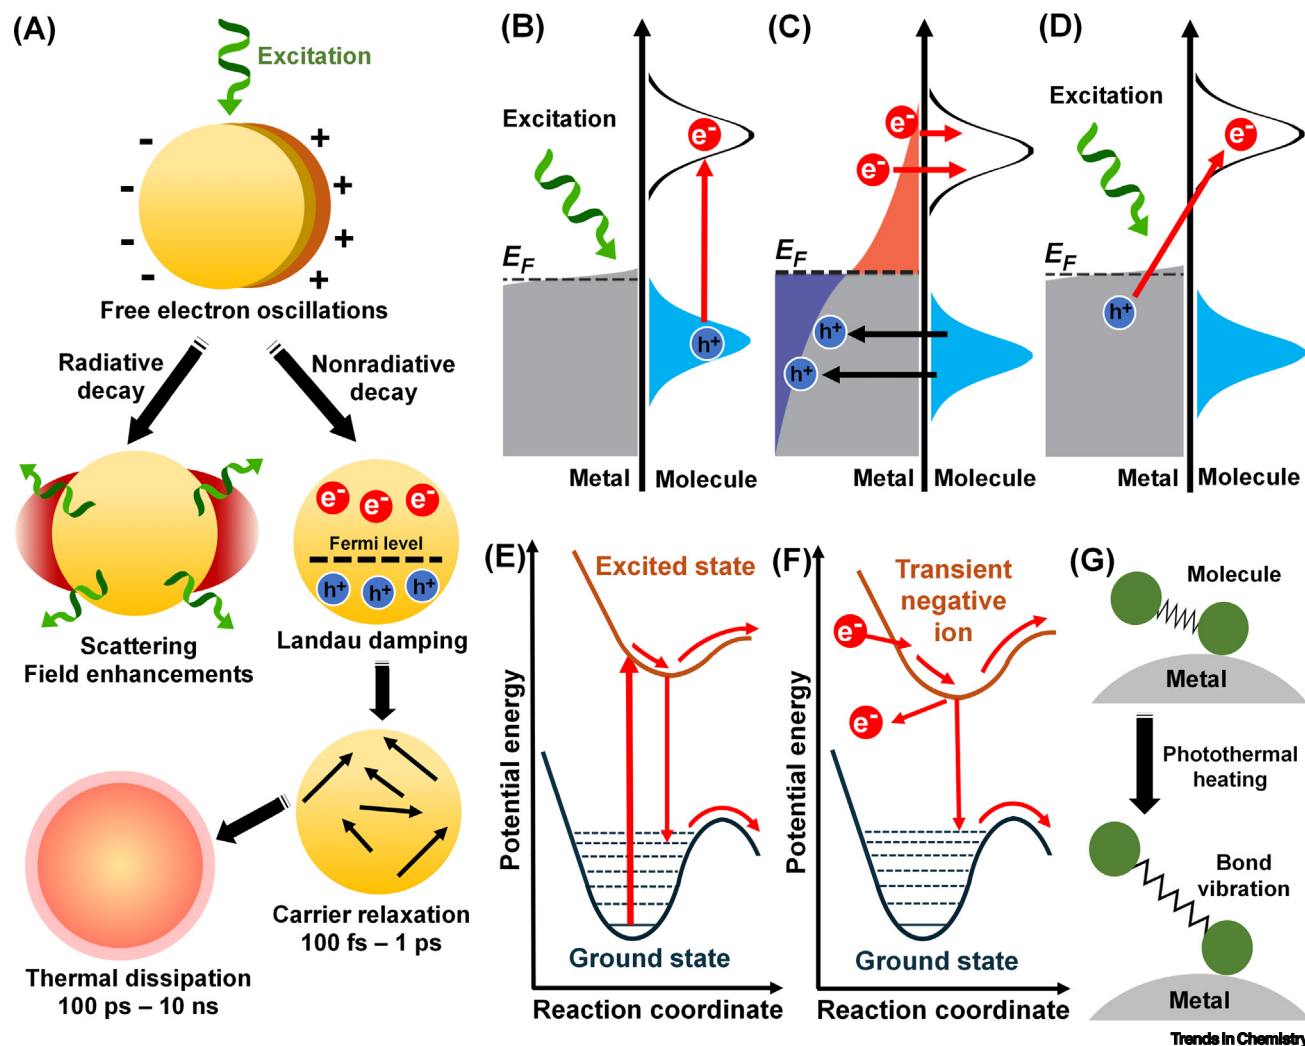 (A)
Excitation
- +
- +
- +
- +
Free electron oscillations
Radiative
decay
Nonradiative
decay
e- e- e-
Fermi level
h+ h+ h+
Scattering
Field enhancements
Landau damping
Carrier relaxation
100 fs – 1 ps
Thermal dissipation
100 ps – 10 ns
(B)
Excitation
e-
EF
h+
Metal
Molecule
(C)
e-
e-
EF
h+
h+
Metal
Molecule
(D)
Excitation
e-
EF
h+
Metal
Molecule
(E)
Excited state
Potential energy
Ground state
Reaction coordinate
(F)
Transient
negative
ion
e-
e-
Potential energy
Ground state
Reaction coordinate
(G)
Molecule
Metal
Photothermal
heating
Bond
vibration
Metal
Trends in Chemistry